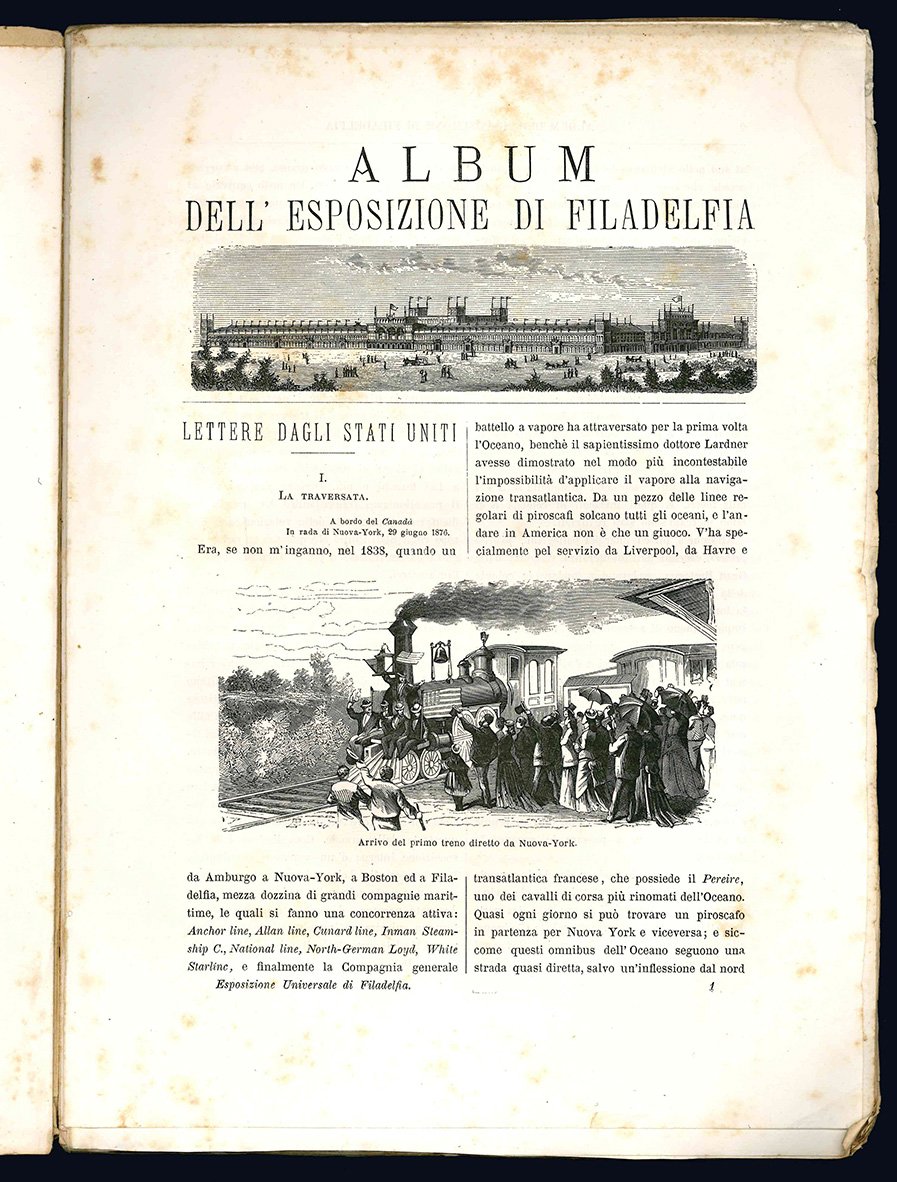 ALBUM
DELL' ESPOSIZIONE DI FILADELFIA
LETTERE DAGLI STATI UNITI
I.
LA TRAVERSATA.
A bordo del Canadà
In rada di Nuova-York, 29 giugno 1876.
Era, se non m'inganno, nel 1838, quando un
battello a vapore ha attraversato per la prima volta
l'Oceano, benchè il sapientissimo dottore Lardner
avesse dimostrato nel modo più incontestabile
l'impossibilità d'applicare il vapore alla naviga-
zione transatlantica. Da un pezzo delle linee re-
golari di piroscafi solcano tutti gli oceani, e l'an-
dare in America non è che un giuoco. V'ha spe-
cialmente pel servizio da Liverpool, da Havre e
Arrivo del primo treno diretto da Nuova-York.
da Amburgo a Nuova-York, a Boston ed a Fila-
delfia, mezza dozzina di grandi compagnie marit-
time, le quali si fanno una concorrenza attiva:
Anchor line, Allan line, Cunard line, Inman Steam-
ship C., National line, North-German Loyd, White
Starlinc, e finalmente la Compagnia generale
transatlantica francese, che possiede il Pereire,
uno dei cavalli di corsa più rinomati dell'Oceano.
Quasi ogni giorno si può trovare un piroscafo
in partenza per Nuova York e viceversa; e sic-
come questi omnibus dell'Oceano seguono una
strada quasi diretta, salvo un'inflessione dal nord
Esposizione Universale di Filadelfia.
1